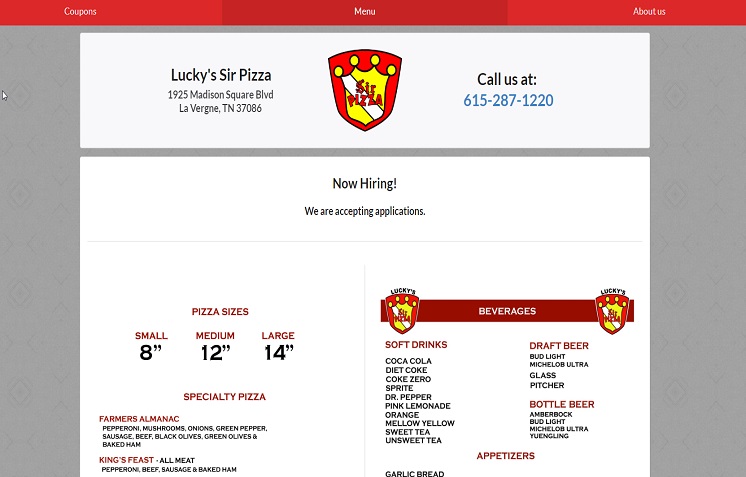 Coupons
Menu
About us
Lucky's Sir Pizza
1925 Madison Square Blvd
La Vergne, TN 37086
Sir
PIZZA
Call us at:
615-287-1220
Now Hiring!
We are accepting applications.
PIZZA SIZES
SMALL MEDIUM LARGE
8” 12” 14”
SPECIALTY PIZZA
FARMERS ALMANAC
PEPPERONI, MUSHROOMS, ONIONS, GREEN PEPPER,
SAUSAGE, BEEF, BLACK OLIVES, GREEN OLIVES &
BAKED HAM
KING'S FEAST - ALL MEAT
PEPPERONI, BEEF, SAUSAGE & BAKED HAM
LUCKY'S
Sir
PIZZA
BEVERAGES
LUCKY'S
Sir
PIZZA
SOFT DRINKS
COCA COLA
DIET COKE
COKE ZERO
SPRITE
DR. PEPPER
PINK LEMONADE
ORANGE
MELLOW YELLOW
SWEET TEA
UNSWEET TEA
DRAFT BEER
BUD LIGHT
MICHELOB ULTRA
GLASS
PITCHER
BOTTLE BEER
AMBERBOCK
BUD LIGHT
MICHELOB ULTRA
YUENGLING
APPETIZERS
GARLIC BREAD